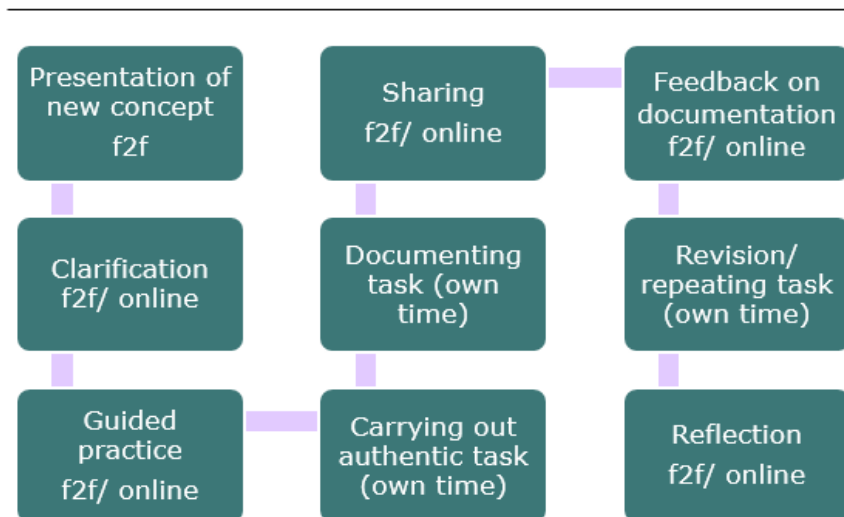 Presentation of
new concept
f2f
Clarification
f2f/ online
Guided
practice
f2f/ online
Carrying out
authentic task
(own time)
Documenting
task (own
time)
Sharing
f2f/ online
Feedback on
documentation
f2f/ online
Revision/
repeating task
(own time)
Reflection
f2f/ online